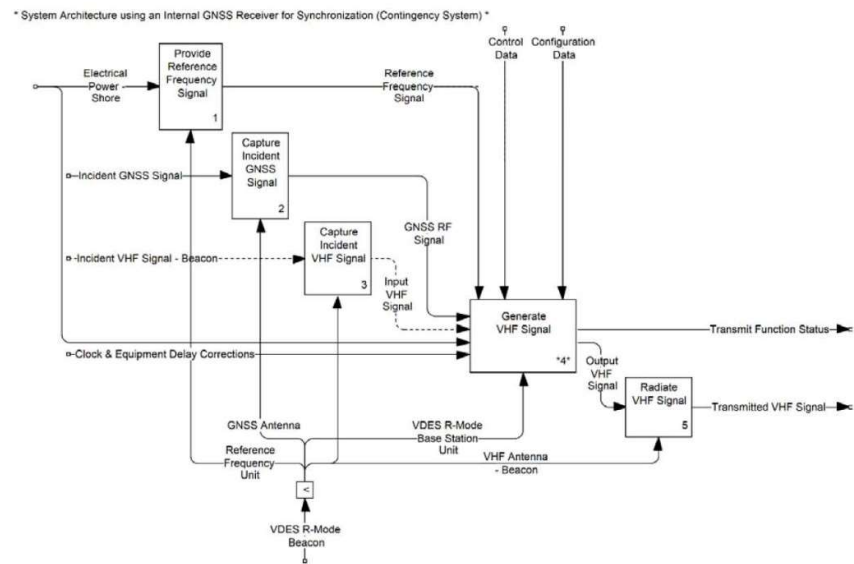 * System Architecture using an Internal GNSS Receiver for Synchronization (Contingency System) *
Control
Data
Configuration
Data
Provide
Reference
Frequency
Signal
1
Electrical
Power -
Shore
Reference
Frequency
Signal
Capture
Incident
GNSS
Signal
2
Incident GNSS Signal
Capture
Incident
VHF Signal
3
GNSS RF
Signal
Incident VHF Signal - Beacon
Input
VHF
Signal
Generate
VHF Signal
*4*
Transmit Function Status
Clock & Equipment Delay Corrections
Output
VHF
Signal
Radiate
VHF Signal
5
Transmitted VHF Signal
GNSS Antenna
VDES R-Mode
Base Station
Unit
Reference
Frequency
Unit
VHF Antenna
- Beacon
<
VDES R-Mode
Beacon